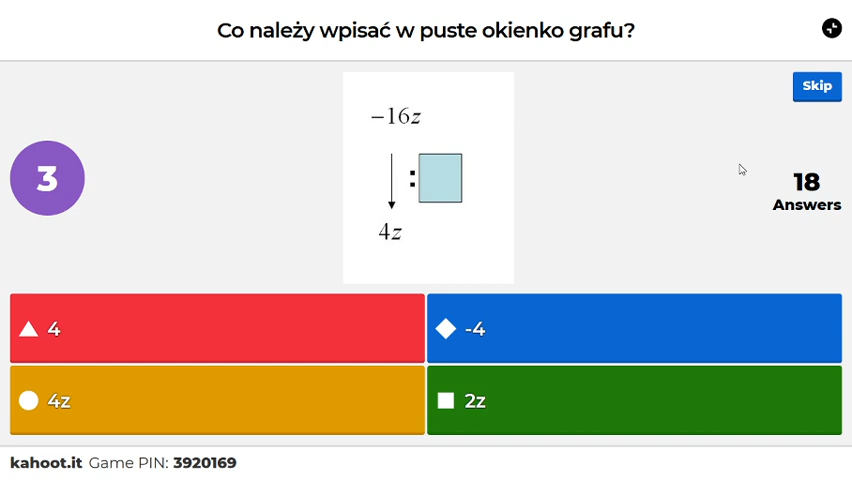 Co należy wpisać w puste okienko grafu?
Skip
−16z
3
:
18
Answers
4z
4
-4
4z
2z
kahoot.it Game PIN: 3920169